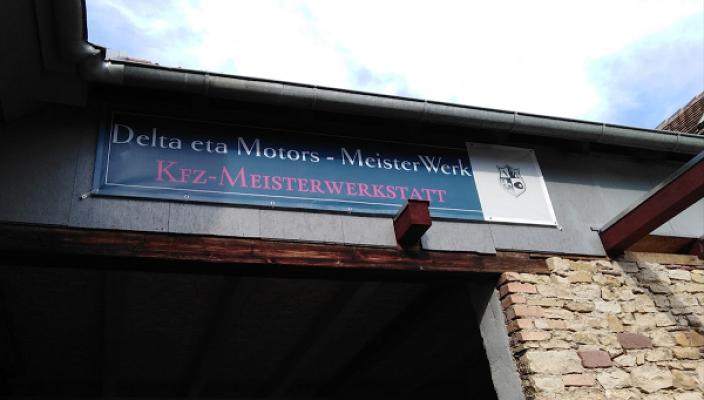 Delta eta Motors - MeisterWerk
Kfz-Meisterwerkstatt